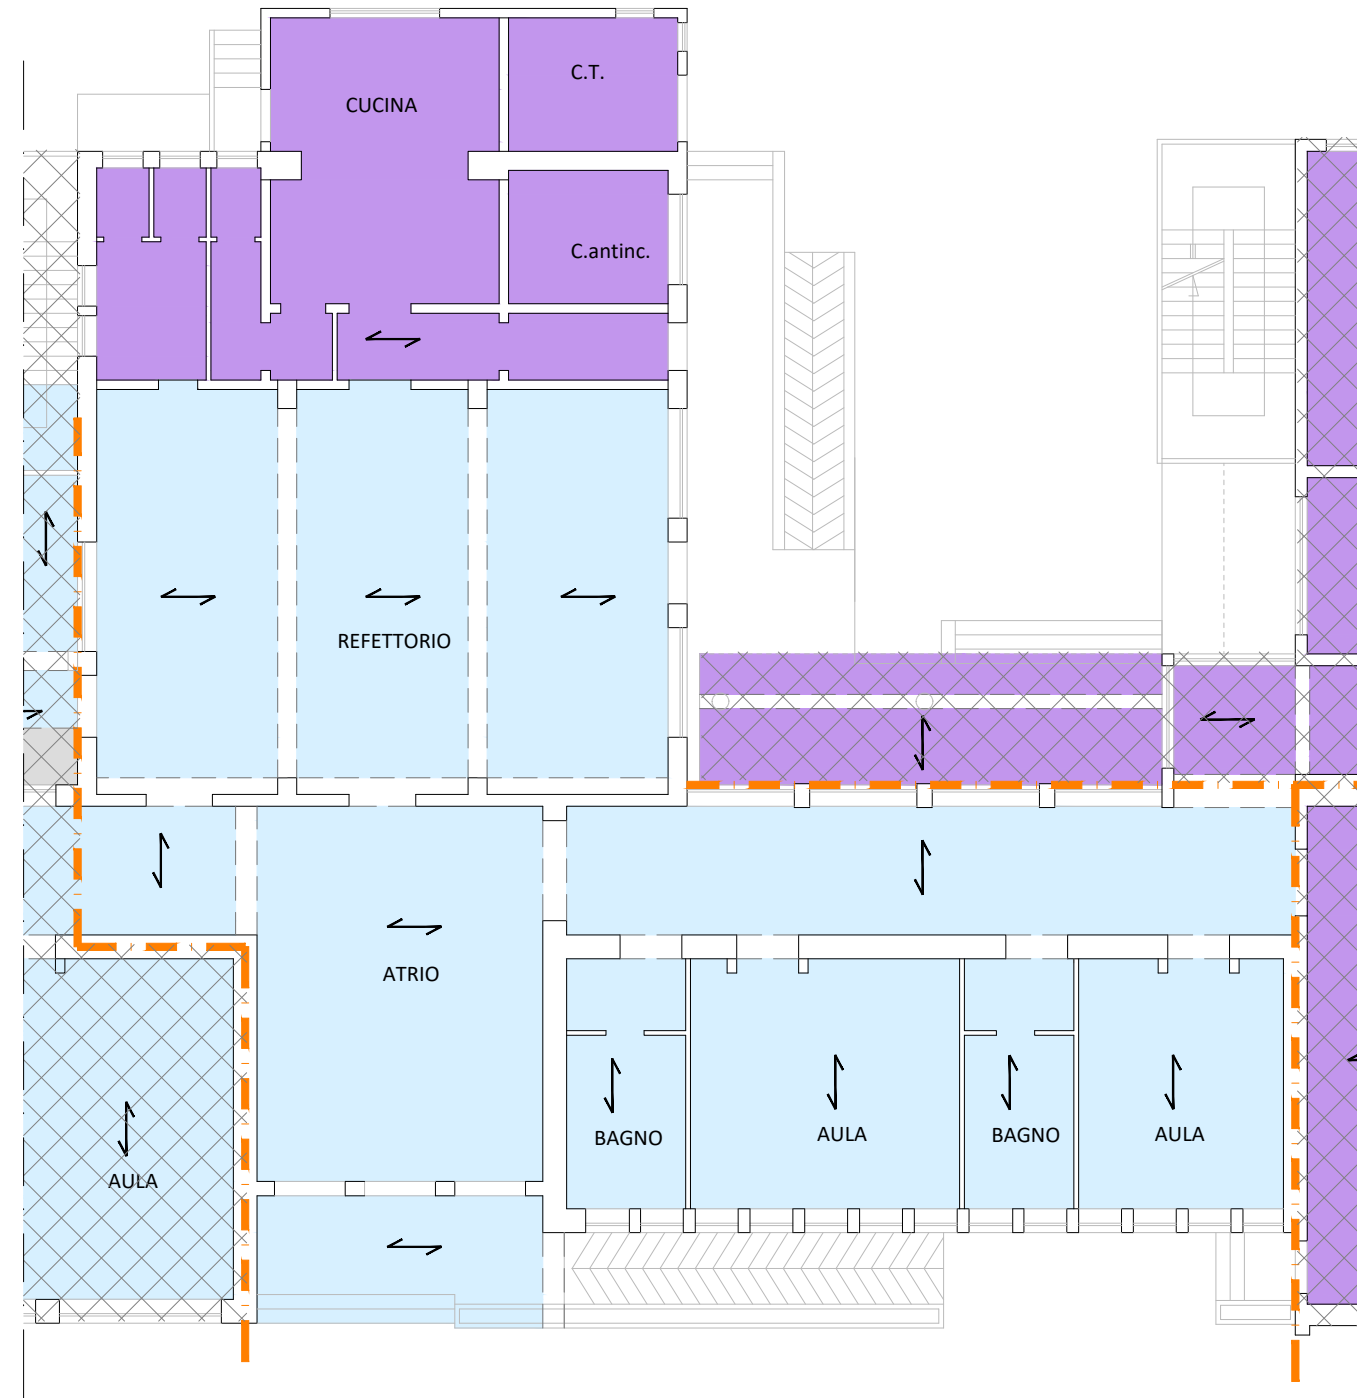 C.T.
CUCINA
C.antinc.
REFETTORIO
ATRIO
BAGNO
AULA
BAGNO
AULA
AULA